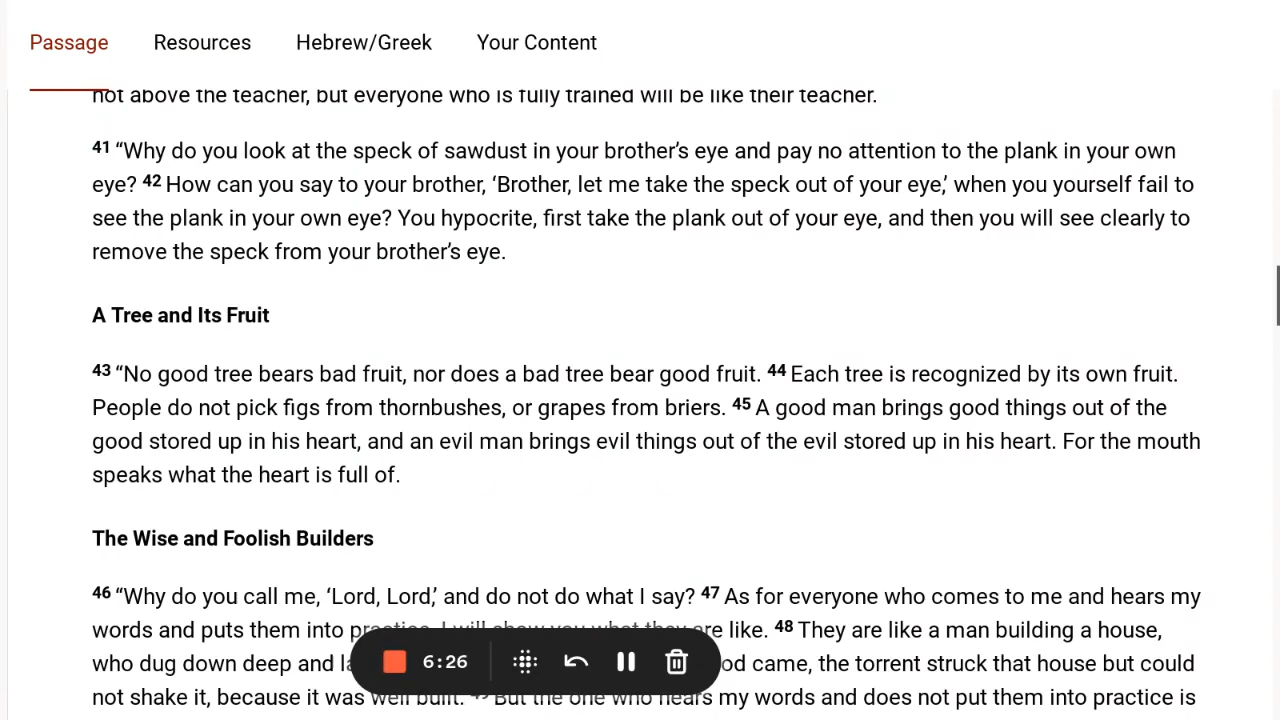 Passage Resources Hebrew/Greek Your Content
not above the teacher, but everyone who is fully trained will be like their teacher.
41 “Why do you look at the speck of sawdust in your brother’s eye and pay no attention to the plank in your own
eye? 42 How can you say to your brother, ‘Brother, let me take the speck out of your eye,’ when you yourself fail to
see the plank in your own eye? You hypocrite, first take the plank out of your eye, and then you will see clearly to
remove the speck from your brother’s eye.
A Tree and Its Fruit
43 “No good tree bears bad fruit, nor does a bad tree bear good fruit. 44 Each tree is recognized by its own fruit.
People do not pick figs from thornbushes, or grapes from briers. 45 A good man brings good things out of the
good stored up in his heart, and an evil man brings evil things out of the evil stored up in his heart. For the mouth
speaks what the heart is full of.
The Wise and Foolish Builders
46 “Why do you call me, ‘Lord, Lord,’ and do not do what I say? 47 As for everyone who comes to me and hears my
words and puts them into practice, I will show you what they are like. 48 They are like a man building a house,
who dug down deep and came, the torrent struck that house but could
6:26
not shake it, because it was well built. 49 But the one who hears my words and does not put them into practice is